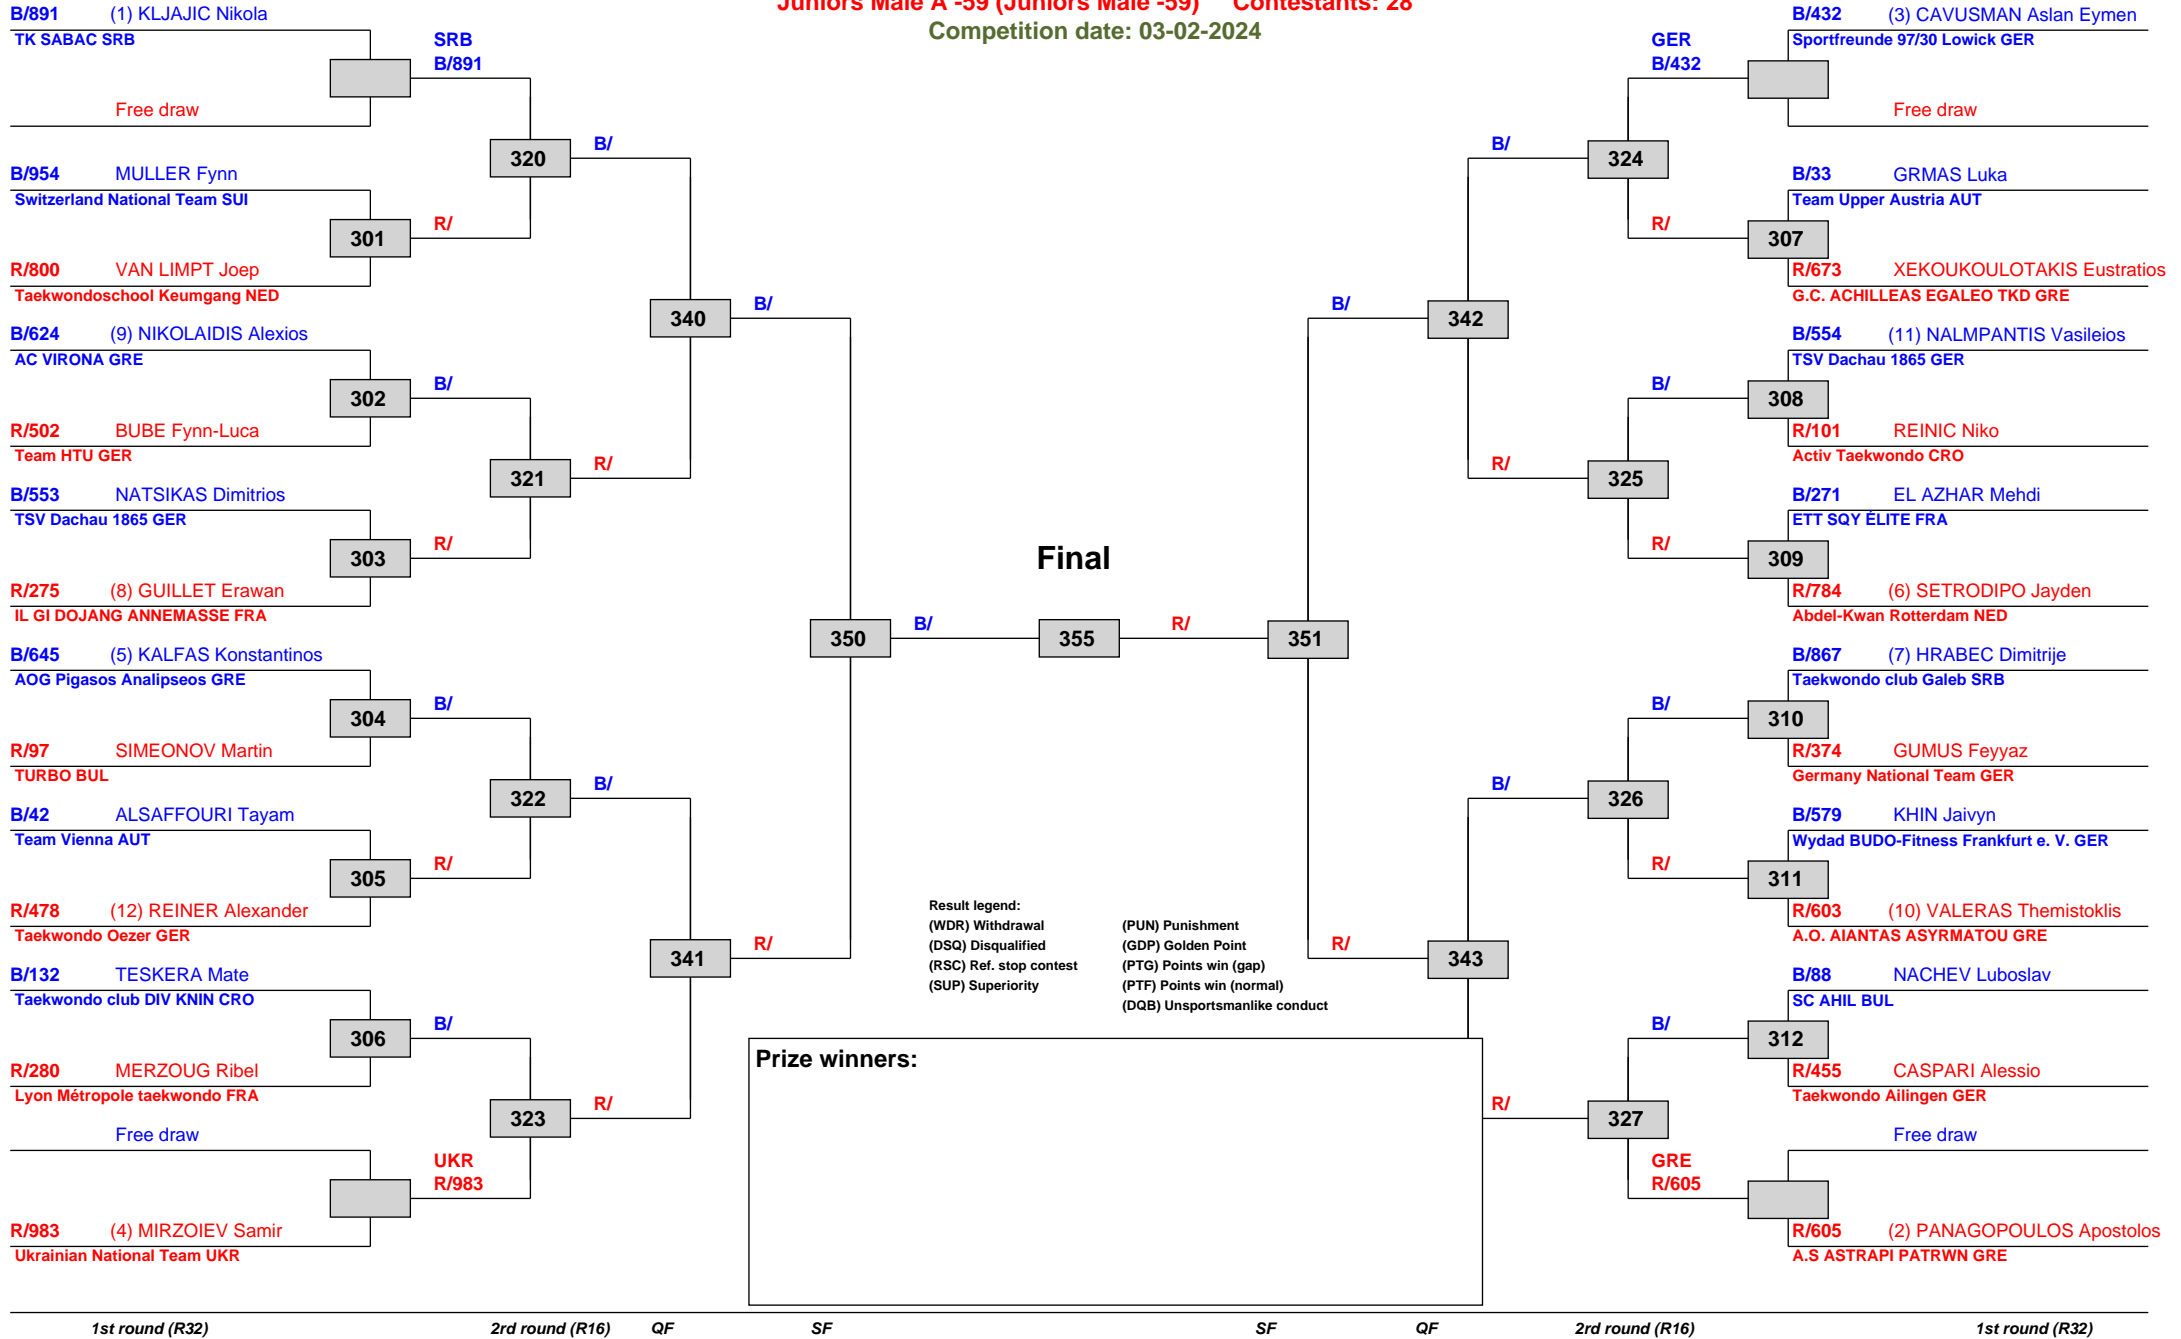 Juniors Male A -59 (Juniors Male -59) Contestants: 28
Competition date: 03-02-2024
B/891 (1) KLJAJIC Nikola
TK SABAC SRB
SRB
B/891
Free draw
320
B/
B/954 MULLER Fynn
Switzerland National Team SUI
301
R/
R/800 VAN LIMPT Joep
Taekwondoschool Keumgang NED
340
B/
B/624 (9) NIKOLAIDIS Alexios
AC VIRONA GRE
302
B/
R/502 BUBE Fynn-Luca
Team HTU GER
321
R/
B/553 NATSIKAS Dimitrios
TSV Dachau 1865 GER
303
R/
R/275 (8) GUILLET Erawan
IL GI DOJANG ANNEMASSE FRA
350
B/
B/645 (5) KALFAS Konstantinos
AOG Pigasos Analipseos GRE
304
B/
R/97 SIMEONOV Martin
TURBO BUL
322
B/
B/42 ALSAFFOURI Tayam
Team Vienna AUT
305
R/
R/478 (12) REINER Alexander
Taekwondo Oezer GER
341
R/
B/132 TESKERA Mate
Taekwondo club DIV KNIN CRO
306
B/
R/280 MERZOUG Ribel
Lyon Métropole taekwondo FRA
323
R/
Free draw
UKR
R/983
R/983 (4) MIRZOIEV Samir
Ukrainian National Team UKR
Final
355
R/
351
B/432 (3) CAVUSMAN Aslan Eymen
Sportfreunde 97/30 Lowick GER
GER
B/432
Free draw
B/
324
B/33 GRMAS Luka
Team Upper Austria AUT
R/
307
R/673 XEKOUKOULOTAKIS Eustratios
G.C. ACHILLEAS EGALEO TKD GRE
B/
342
B/554 (11) NALMPANTIS Vasileios
TSV Dachau 1865 GER
B/
308
R/101 REINIC Niko
Activ Taekwondo CRO
R/
325
B/271 EL AZHAR Mehdi
ETT SQY ÉLITE FRA
R/
309
R/784 (6) SETRODIPO Jayden
Abdel-Kwan Rotterdam NED
B/867 (7) HRABEC Dimitrije
Taekwondo club Galeb SRB
B/
310
R/374 GUMUS Feyyaz
Germany National Team GER
B/
326
B/579 KHIN Jaivyn
Wydad BUDO-Fitness Frankfurt e. V. GER
R/
311
R/603 (10) VALERAS Themistoklis
A.O. AIANTAS ASYRMATOU GRE
R/
343
B/88 NACHEV Luboslav
SC AHIL BUL
B/
312
R/455 CASPARI Alessio
Taekwondo Ailingen GER
R/
327
Free draw
GRE
R/605
R/605 (2) PANAGOPOULOS Apostolos
A.S ASTRAPI PATRWN GRE
Result legend:
(WDR) Withdrawal (PUN) Punishment
(DSQ) Disqualified (GDP) Golden Point
(RSC) Ref. stop contest (PTG) Points win (gap)
(SUP) Superiority (PTF) Points win (normal)
(DQB) Unsportsmanlike conduct
Prize winners:
1st round (R32) 2rd round (R16) QF SF SF QF 2rd round (R16) 1st round (R32)